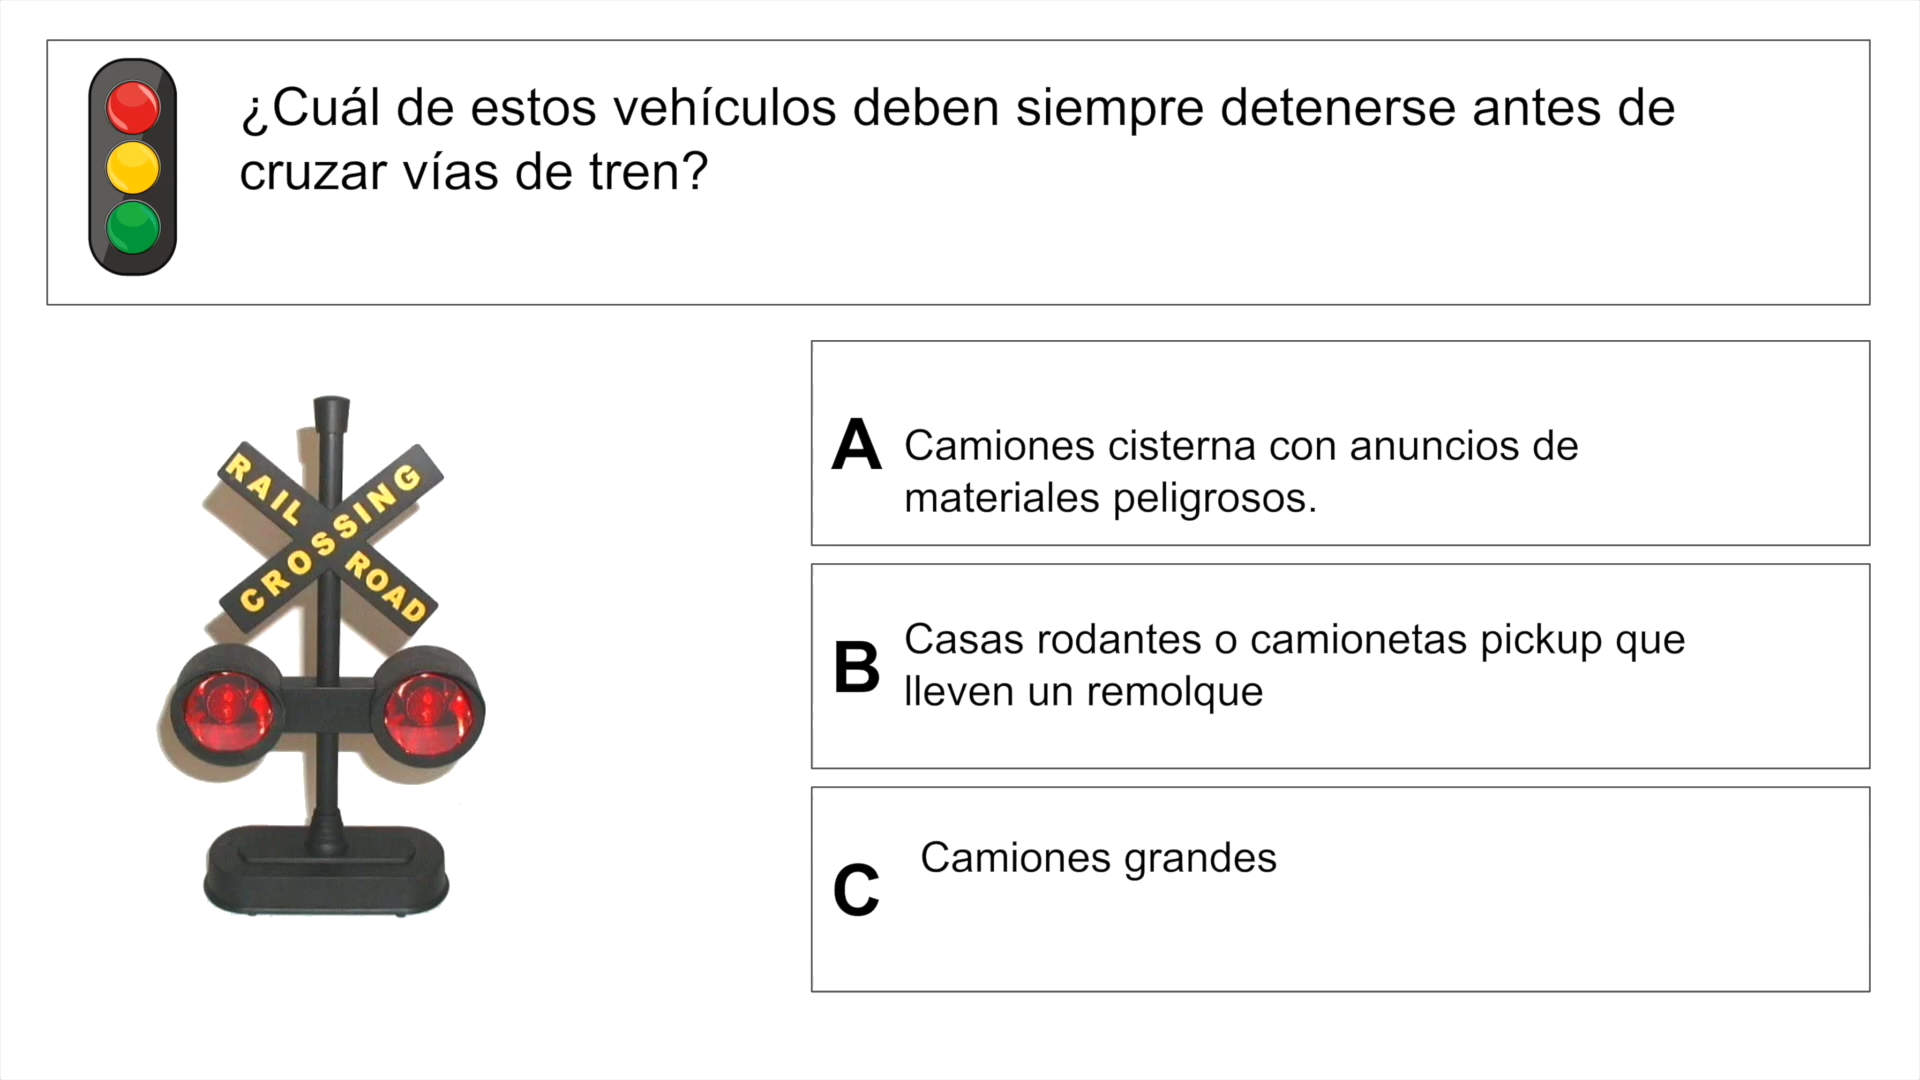 ¿Cuál de estos vehículos deben siempre detenerse antes de
cruzar vías de tren?
RAIL ROAD
CROSSING
A
Camiones cisterna con anuncios de
materiales peligrosos.
B
Casas rodantes o camionetas pickup que
lleven un remolque
C
Camiones grandes